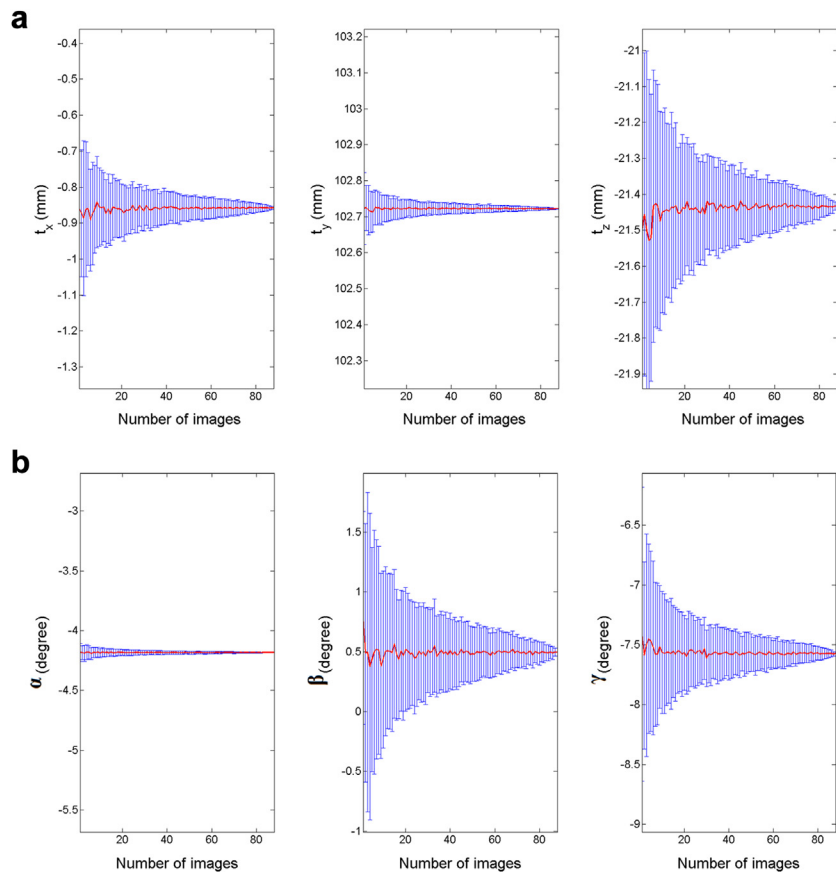 a
-0.4
-0.5
-0.6
-0.7
-0.8
-0.9
-1
-1.1
-1.2
-1.3
t_x (mm)
20 40 60 80
Number of images
103.2
103.1
103
102.9
102.8
102.7
102.6
102.5
102.4
102.3
t_y (mm)
20 40 60 80
Number of images
-21
-21.1
-21.2
-21.3
-21.4
-21.5
-21.6
-21.7
-21.8
-21.9
t_z (mm)
20 40 60 80
Number of images
b
-3
-3.5
-4
-4.5
-5
-5.5
α (degree)
20 40 60 80
Number of images
1.5
1
0.5
0
-0.5
-1
β (degree)
20 40 60 80
Number of images
-6.5
-7
-7.5
-8
-8.5
-9
γ (degree)
20 40 60 80
Number of images